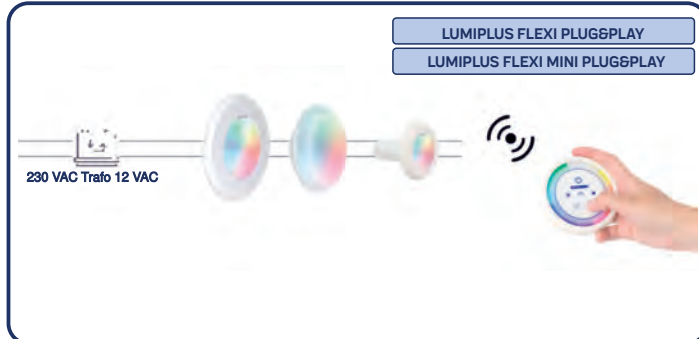 LUMIPLUS FLEXI PLUG&PLAY
LUMIPLUS FLEXI MINI PLUG&PLAY
230 VAC Trafo 12 VAC